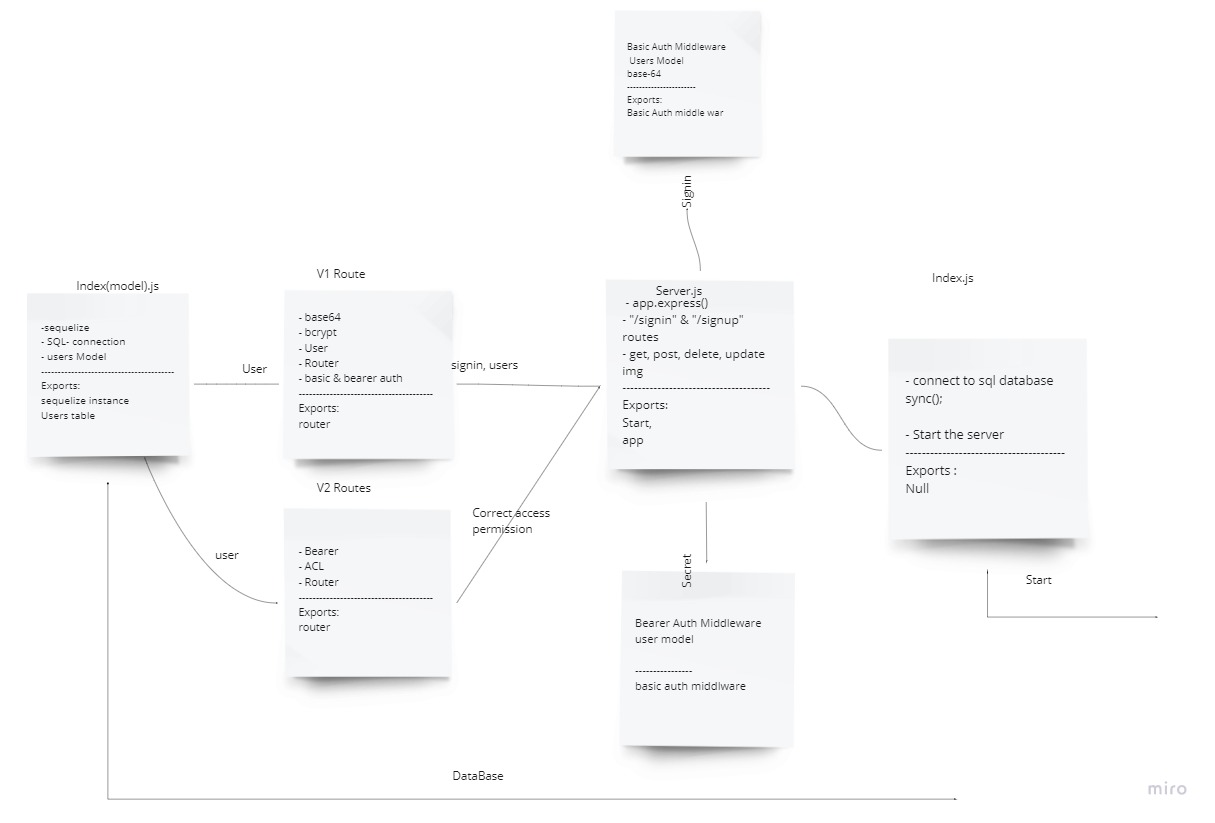 Basic Auth Middleware
Users Model
base-64
-----------------------
Exports:
Basic Auth middle war
Signin
Index(model).js
-sequelize
- SQL- connection
- users Model
--------------------------------------
Exports:
sequelize instance
Users table
User
user
V1 Route
- base64
- bcrypt
- User
- Router
- basic & bearer auth
--------------------------------------
Exports:
router
signin, users
V2 Routes
- Bearer
- ACL
- Router
--------------------------------------
Exports:
router
Correct access
permission
Server.js
- app.express()
- "/signin" & "/signup"
routes
- get, post, delete, update
img
--------------------------------------
Exports:
Start,
app
Secret
Bearer Auth Middleware
user model
----------------
basic auth middlware
Index.js
- connect to sql database
sync();
- Start the server
--------------------------------------
Exports :
Null
Start
DataBase
miro